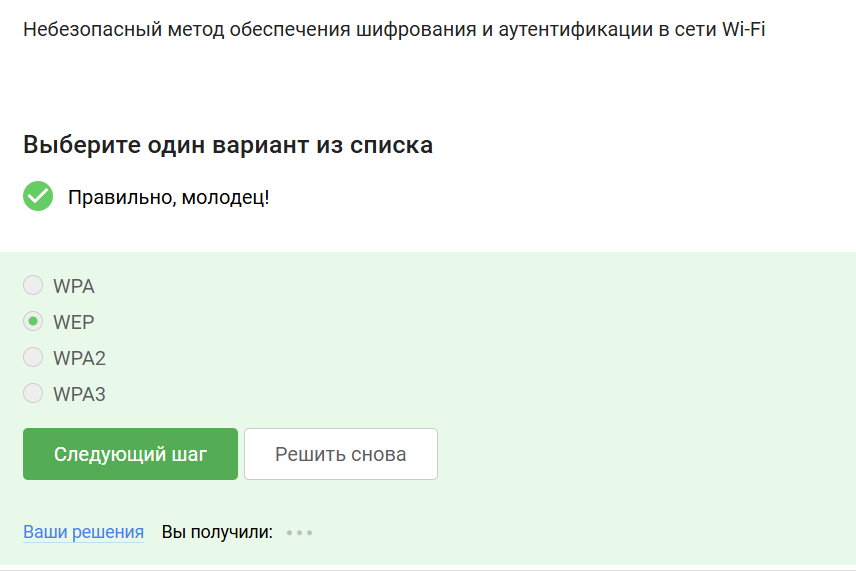 Небезопасный метод обеспечения шифрования и аутентификации в сети Wi-Fi
Выберите один вариант из списка
Правильно, молодец!
WPA
WEP
WPA2
WPA3
Следующий шаг Решить снова
Ваши решения Вы получили: